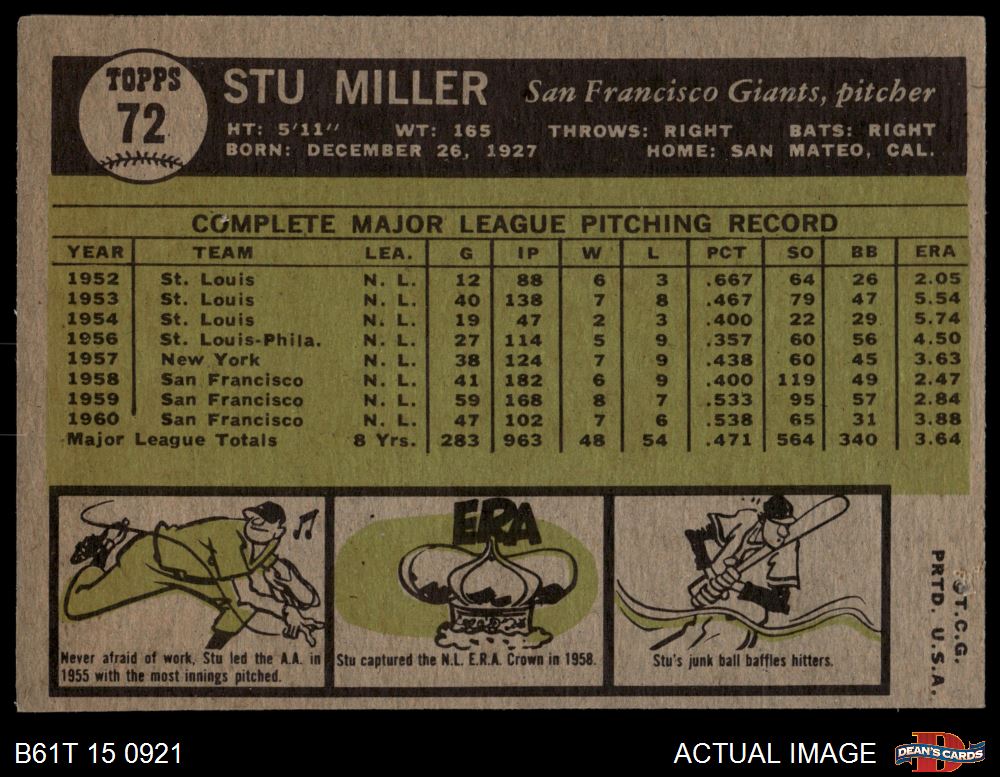 TOPPS
72
STU MILLER San Francisco Giants, pitcher
HT: 5'11" WT: 165 THROWS: RIGHT BATS: RIGHT
BORN: DECEMBER 26, 1927 HOME: SAN MATEO, CAL.
COMPLETE MAJOR LEAGUE PITCHING RECORD
YEAR TEAM LEA. G IP W L PCT SO BB ERA
1952 St. Louis N. L. 12 88 6 3 .667 64 26 2.05
1953 St. Louis N. L. 40 138 7 8 .467 79 47 5.54
1954 St. Louis N. L. 19 47 2 3 .400 22 29 5.74
1956 St. Louis-Phila. N. L. 27 114 5 9 .357 60 56 4.50
1957 New York N. L. 38 124 7 9 .438 60 45 3.63
1958 San Francisco N. L. 41 182 6 9 .400 119 49 2.47
1959 San Francisco N. L. 59 168 8 7 .533 95 57 2.84
1960 San Francisco N. L. 47 102 7 6 .538 65 31 3.88
Major League Totals 8 Yrs. 283 963 48 54 .471 564 340 3.64
Never afraid of work, Stu led the A.A. in
1955 with the most innings pitched.
ERA
Stu captured the N.L. E.R.A. Crown in 1958.
Stu's junk ball baffles hitters.
T.C.G.
PRTD. U.S.A.
B61T 15 0921
ACTUAL IMAGE
DEAN'S CARDS